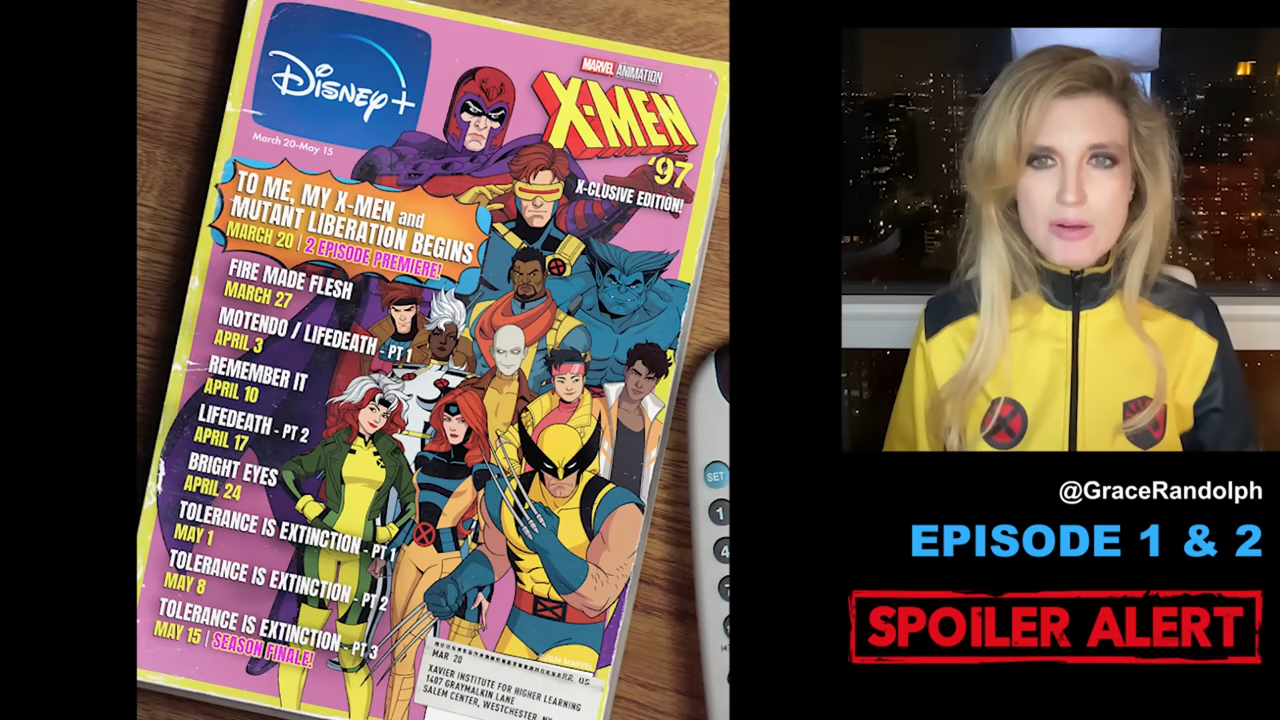 Disney+
March 20-May 15
MARVEL ANIMATION
X-MEN
'97
X-CLUSIVE EDITION!
TO ME, MY X-MEN and
MUTANT LIBERATION BEGINS
MARCH 20 | 2 EPISODE PREMIERE!
FIRE MADE FLESH
MARCH 27
MOTENDO / LIFEDEATH - PT 1
APRIL 3
REMEMBER IT
APRIL 10
LIFEDEATH - PT 2
APRIL 17
BRIGHT EYES
APRIL 24
TOLERANCE IS EXTINCTION - PT 1
MAY 1
TOLERANCE IS EXTINCTION - PT 2
MAY 8
TOLERANCE IS EXTINCTION - PT 3
MAY 15 | SEASON FINALE!
©2024 MARVEL
MAR 20
XAVIER INSTITUTE FOR HIGHER LEARNING
1407 GRAYMALKIN LANE
SALEM CENTER, WESTCHESTER,
SET
1
4
@GraceRandolph
EPISODE 1 & 2
SPOILER ALERT